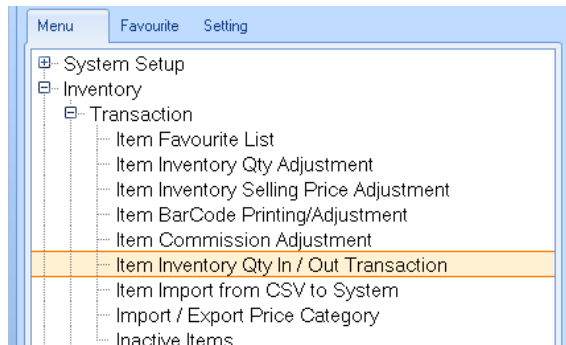 Menu Favourite Setting
System Setup
Inventory
Transaction
Item Favourite List
Item Inventory Qty Adjustment
Item Inventory Selling Price Adjustment
Item BarCode Printing/Adjustment
Item Commission Adjustment
Item Inventory Qty In / Out Transaction
Item Import from CSV to System
Import / Export Price Category
Inactive Items